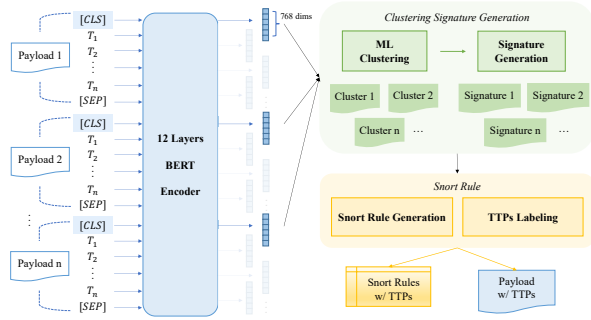 Payload 1
[CLS]
T1
T2
⋮
Tn
[SEP]
Payload 2
[CLS]
T1
T2
⋮
Tn
[SEP]
⋮
Payload n
[CLS]
T1
T2
⋮
Tn
[SEP]
12 Layers
BERT
Encoder
768 dims
Clustering Signature Generation
ML
Clustering
Signature
Generation
Cluster 1
Cluster 2
Cluster n
...
Signature 1
Signature 2
Signature n
...
Snort Rule
Snort Rule Generation
TTPs Labeling
Snort Rules
w/ TTPs
Payload
w/ TTPs